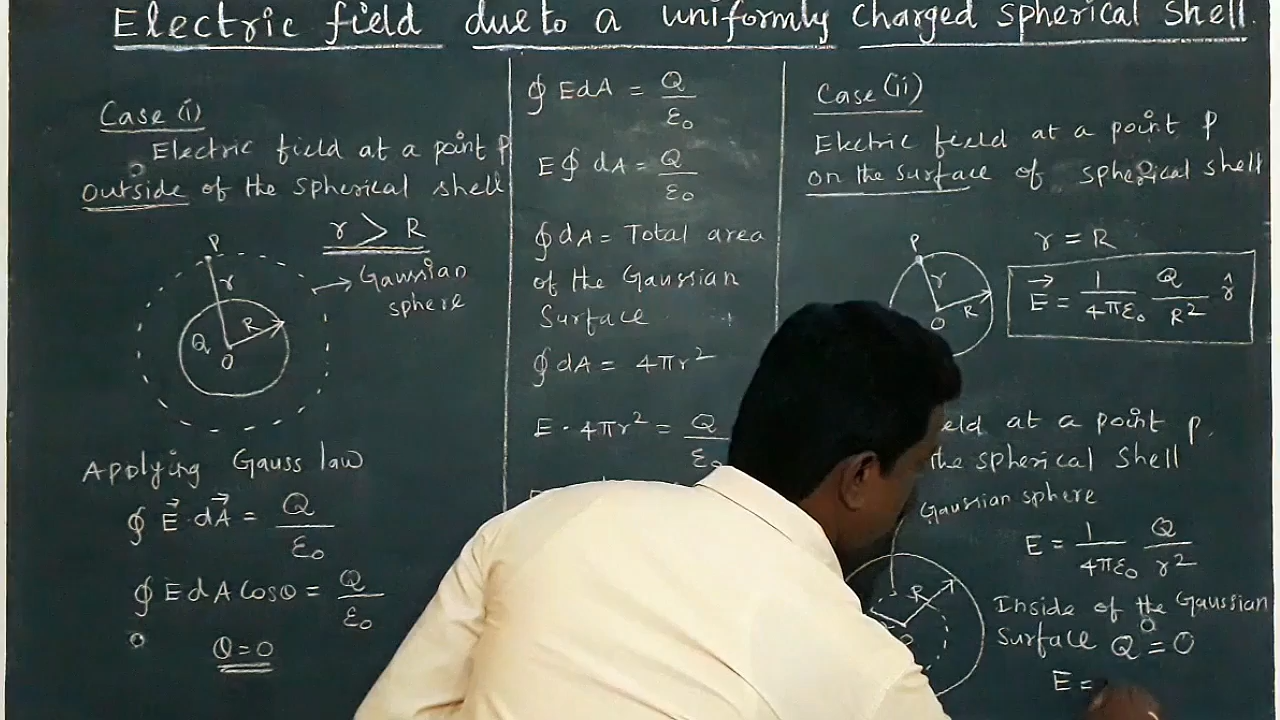 Electric field due to a uniformly charged spherical shell.
Case (i)
Electric field at a point P
outside of the spherical shell
r > R
P
r
Gaussian
sphere
R
Q
O
Applying Gauss law
∮ E⃗ · dA⃗ = Q/ε₀
∮ E dA Cosθ = Q/ε₀
θ = 0
∮ EdA = Q/ε₀
E ∮ dA = Q/ε₀
∮ dA = Total area
of the Gaussian
Surface
∮ dA = 4πr²
E · 4πr² = Q/ε₀
Case (ii)
Electric field at a point P
on the surface of spherical shell
P
r
R
O
r = R
E⃗ = 1/4πε₀ Q/R² r̂
eld at a point P,
the spherical shell
Gaussian sphere
R
E = 1/4πε₀ Q/r²
Inside of the Gaussian
Surface Q = 0
E =